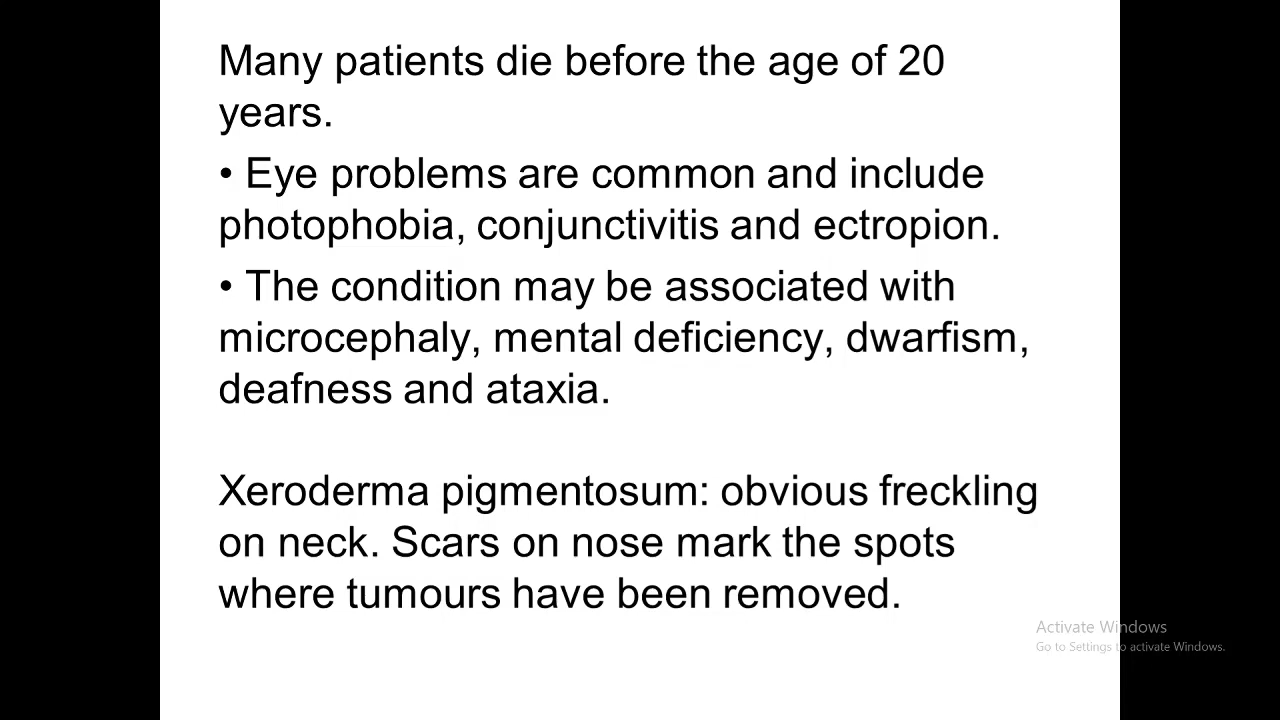 Many patients die before the age of 20
years.
• Eye problems are common and include
photophobia, conjunctivitis and ectropion.
• The condition may be associated with
microcephaly, mental deficiency, dwarfism,
deafness and ataxia.
Xeroderma pigmentosum: obvious freckling
on neck. Scars on nose mark the spots
where tumours have been removed.
Activate Windows
Go to Settings to activate Windows.